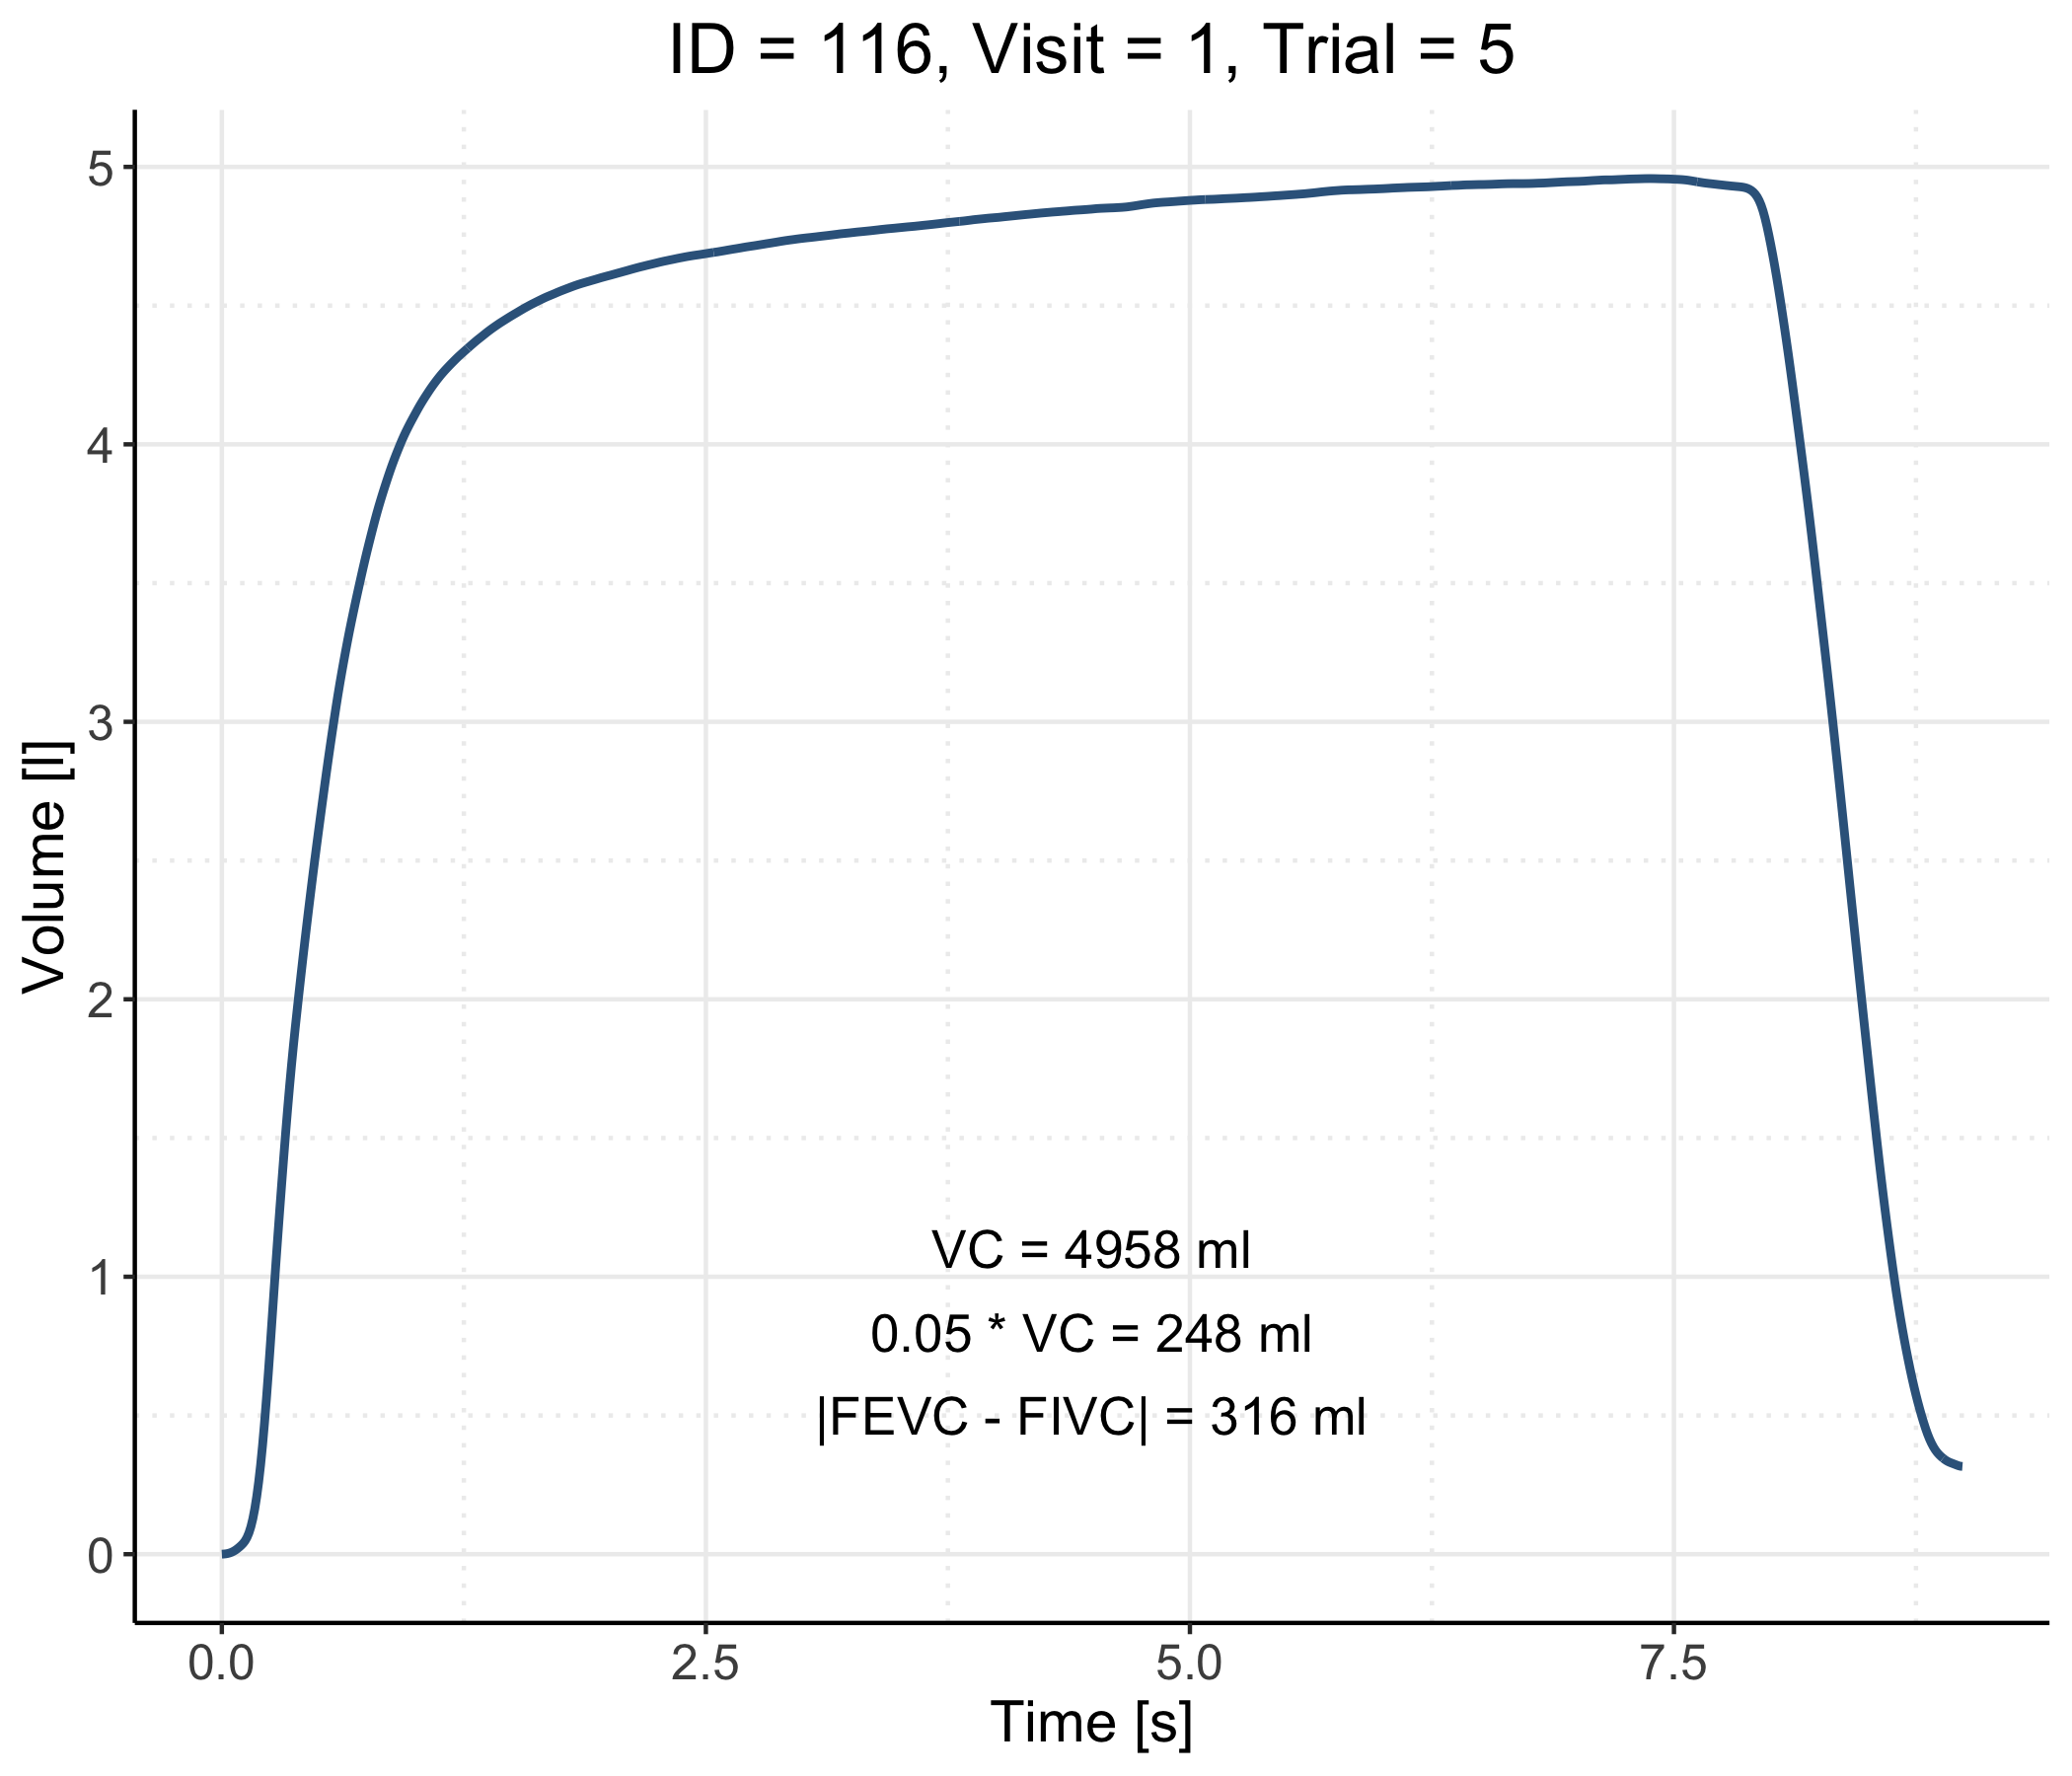 ID = 116, Visit = 1, Trial = 5
5
4
3
2
1
0
Volume [l]
VC = 4958 ml
0.05 * VC = 248 ml
|FEVC - FIVC| = 316 ml
0.0 2.5 5.0 7.5
Time [s]